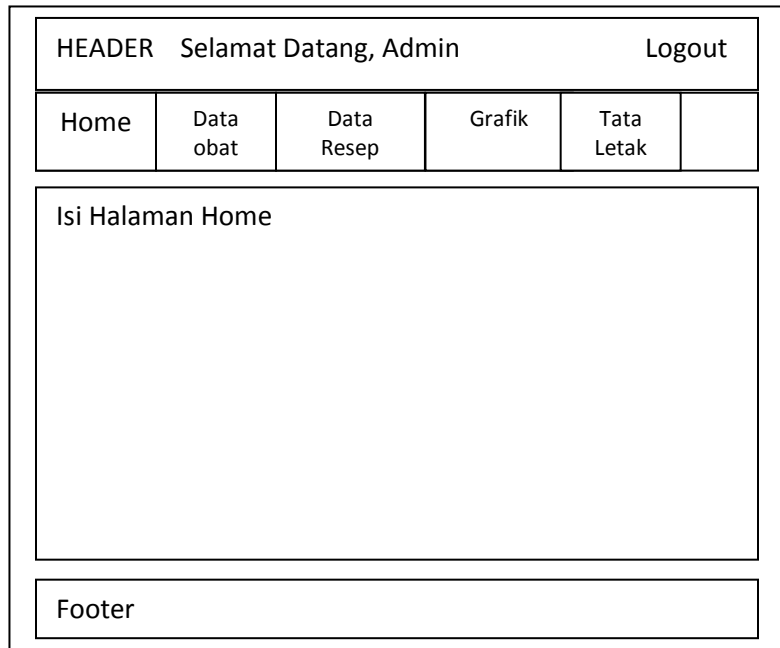 HEADER Selamat Datang, Admin Logout
Home
Data
obat
Data
Resep
Grafik
Tata
Letak
Isi Halaman Home
Footer